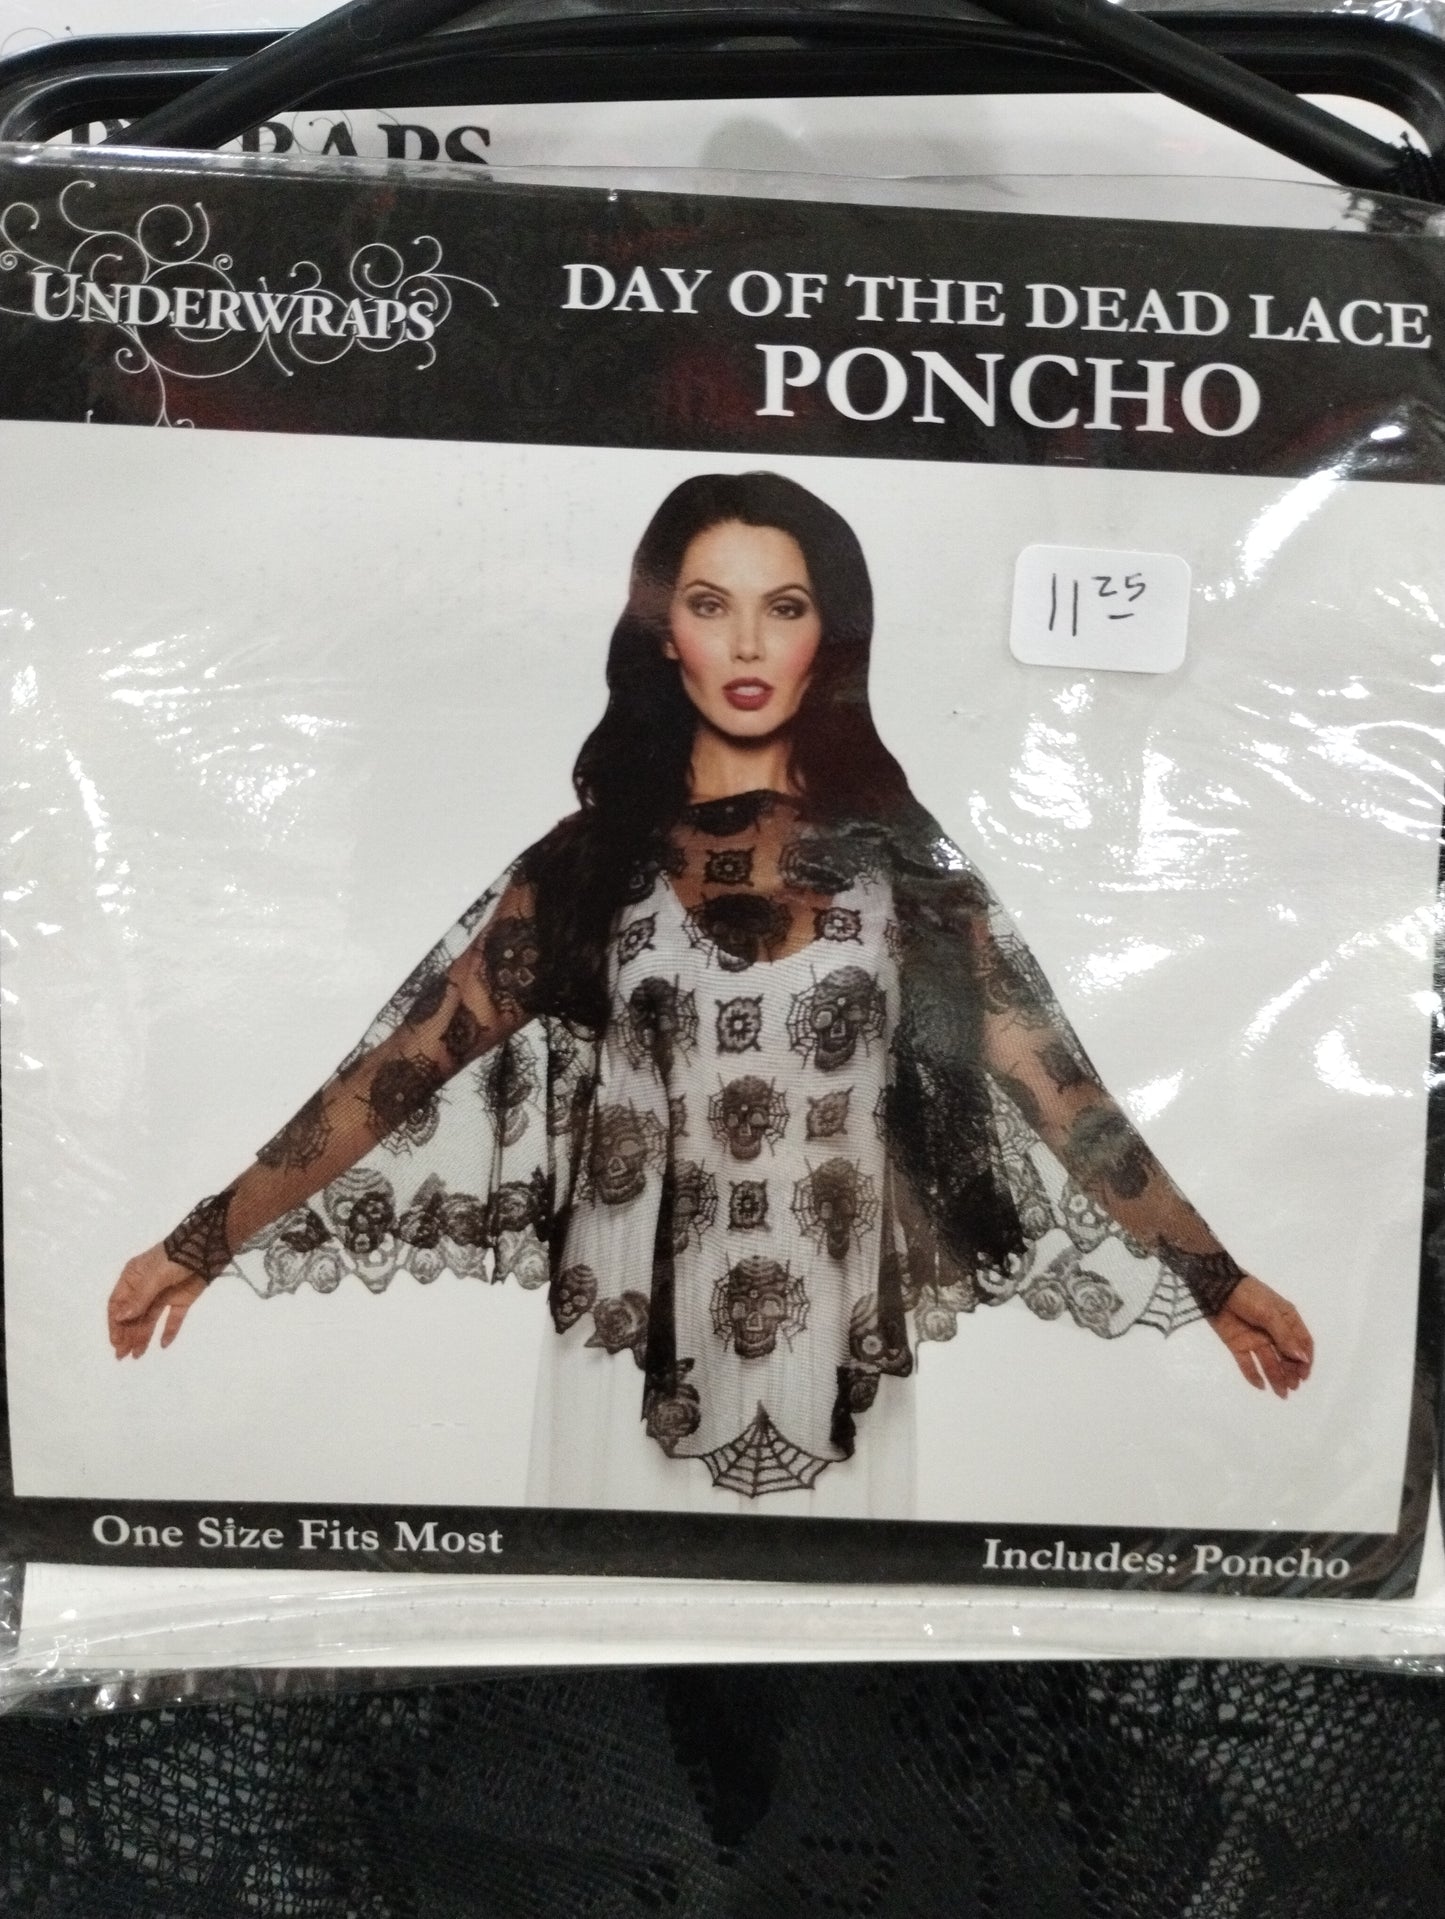 UNDERWRAPS
DAY OF THE DEAD LACE
PONCHO
11 25
One Size Fits Most
Includes: Poncho